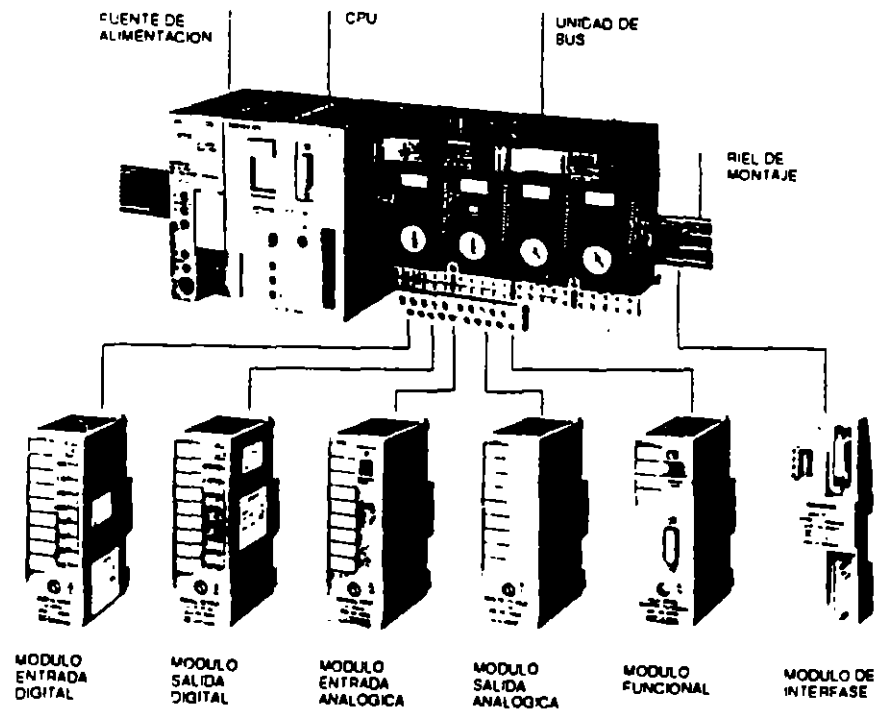 FUENTE DE
ALIMENTACION
CPU
UNIDAD DE
BUS
RIEL DE
MONTAJE
MODULO
ENTRADA
DIGITAL
MODULO
SALIDA
DIGITAL
MODULO
ENTRADA
ANALOGICA
MODULO
SALIDA
ANALOGICA
MODULO
FUNCIONAL
MODULO DE
INTERFASE